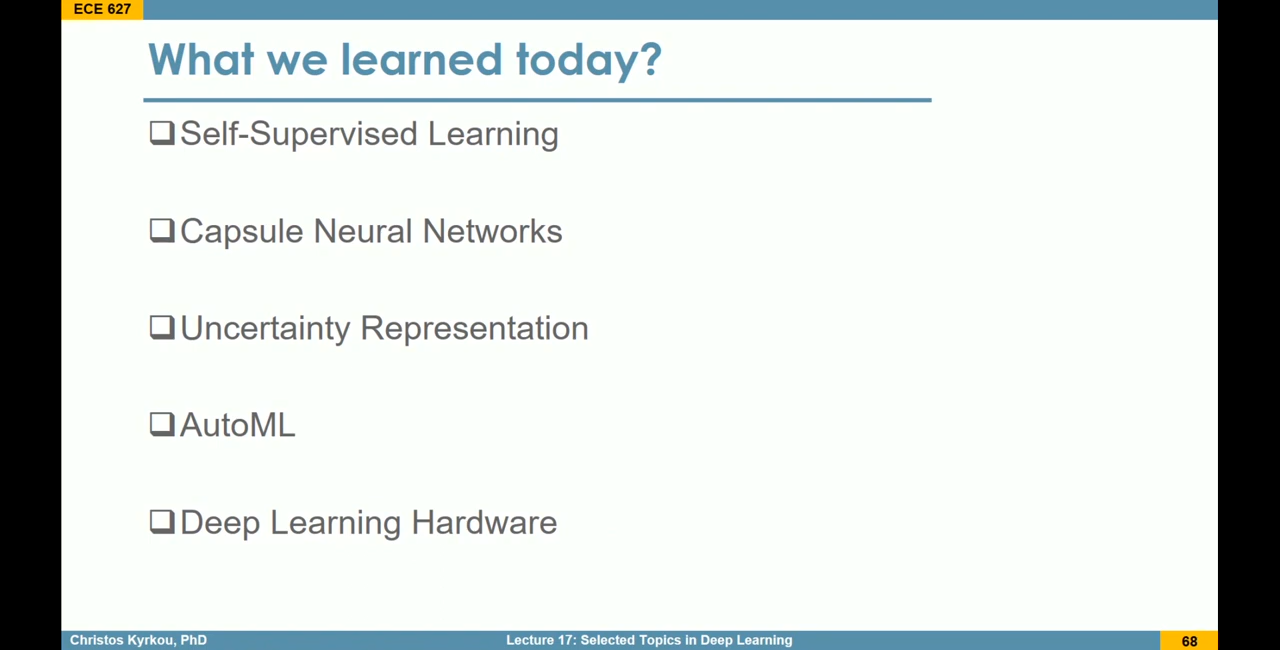 ECE 627
What we learned today?
❑Self-Supervised Learning
❑Capsule Neural Networks
❑Uncertainty Representation
❑AutoML
❑Deep Learning Hardware
Christos Kyrkou, PhD
Lecture 17: Selected Topics in Deep Learning
68